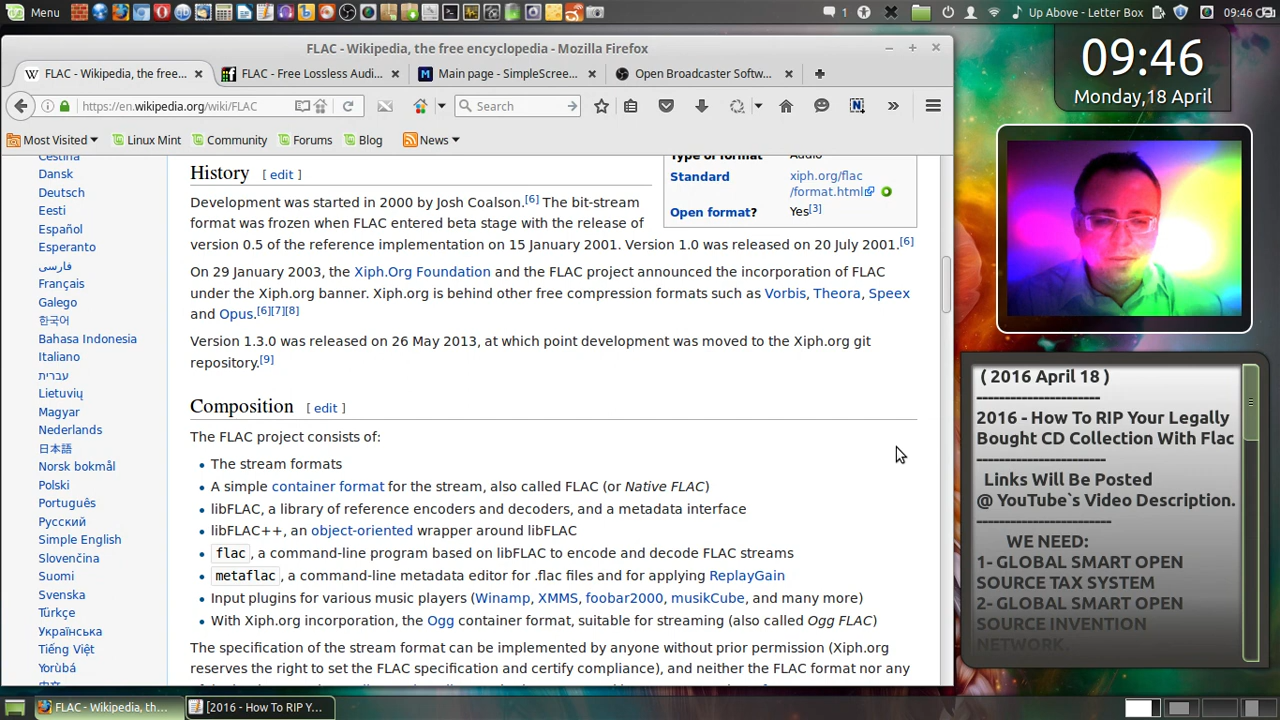 Menu
1
Up Above - Letter Box
09:46
FLAC - Wikipedia, the free encyclopedia - Mozilla Firefox
FLAC - Wikipedia, the free...
FLAC - Free Lossless Audi...
Main page - SimpleScree...
Open Broadcaster Softw...
https://en.wikipedia.org/wiki/FLAC
Search
Most Visited
Linux Mint
Community
Forums
Blog
News
Čeština
Dansk
Deutsch
Eesti
Español
Esperanto
فارسی
Français
Galego
한국어
Bahasa Indonesia
Italiano
עברית
Lietuvių
Magyar
Nederlands
日本語
Norsk bokmål
Polski
Português
Русский
Simple English
Slovenčina
Suomi
Svenska
Türkçe
Українська
Tiếng Việt
Yorùbá
中文
Type of format Audio
Standard xiph.org/flac
/format.html
Open format? Yes[3]
History [ edit ]
Development was started in 2000 by Josh Coalson.[6] The bit-stream
format was frozen when FLAC entered beta stage with the release of
version 0.5 of the reference implementation on 15 January 2001. Version 1.0 was released on 20 July 2001.[6]
On 29 January 2003, the Xiph.Org Foundation and the FLAC project announced the incorporation of FLAC
under the Xiph.org banner. Xiph.org is behind other free compression formats such as Vorbis, Theora, Speex
and Opus.[6][7][8]
Version 1.3.0 was released on 26 May 2013, at which point development was moved to the Xiph.org git
repository.[9]
Composition [ edit ]
The FLAC project consists of:
• The stream formats
• A simple container format for the stream, also called FLAC (or Native FLAC)
• libFLAC, a library of reference encoders and decoders, and a metadata interface
• libFLAC++, an object-oriented wrapper around libFLAC
• flac, a command-line program based on libFLAC to encode and decode FLAC streams
• metaflac, a command-line metadata editor for .flac files and for applying ReplayGain
• Input plugins for various music players (Winamp, XMMS, foobar2000, musikCube, and many more)
• With Xiph.org incorporation, the Ogg container format, suitable for streaming (also called Ogg FLAC)
The specification of the stream format can be implemented by anyone without prior permission (Xiph.org
reserves the right to set the FLAC specification and certify compliance), and neither the FLAC format nor any
09:46
Monday,18 April
( 2016 April 18 )
-----------------------
2016 - How To RIP Your Legally
Bought CD Collection With Flac
------------------------
Links Will Be Posted
@ YouTube`s Video Description.
-------------------------
WE NEED:
1- GLOBAL SMART OPEN
SOURCE TAX SYSTEM
2- GLOBAL SMART OPEN
SOURCE INVENTION
NETWORK
FLAC - Wikipedia, th...
[2016 - How To RIP Y...